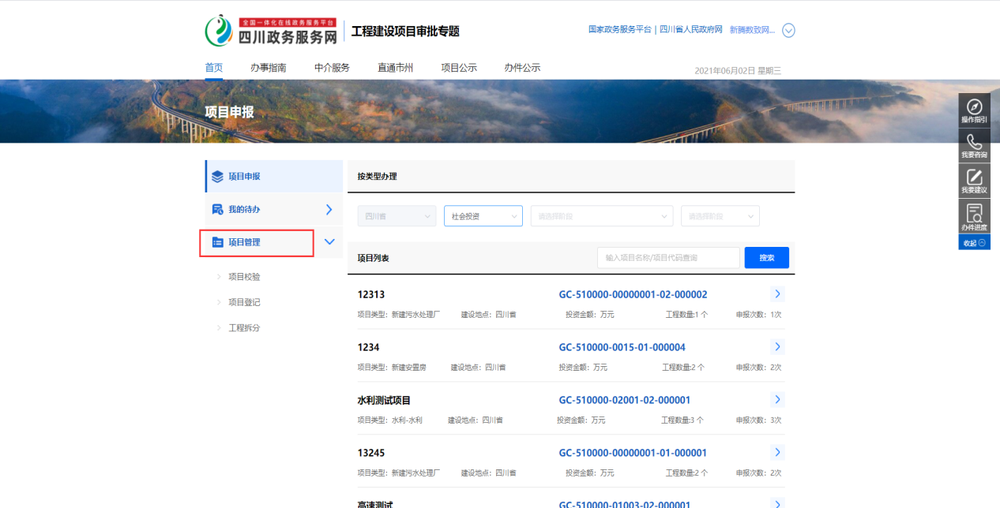 全国一体化在线政务服务平台
四川政务服务网
工程建设项目审批专题
国家政务服务平台 | 四川省人民政府网 新腾数致网...
首页 办事指南 中介服务 直通市州 项目公示 办件公示
2021年06月02日 星期三
项目申报
操作指引
我要咨询
我要建议
办件进度
收起
项目申报
我的待办
项目管理
项目校验
项目登记
工程拆分
按类型办理
四川省 社会投资 请选择阶段 请选择阶段
项目列表 输入项目名称/项目代码查询 搜索
12313 GC-510000-00000001-02-000002
项目类型：新建污水处理厂 建设地点：四川省 投资金额：万元 工程数量:1 个 申报次数：1次
1234 GC-510000-0015-01-000004
项目类型：新建安置房 建设地点：四川省 投资金额：万元 工程数量:2 个 申报次数：2次
水利测试项目 GC-510000-02001-02-000001
项目类型：水利-水利 建设地点：四川省 投资金额：万元 工程数量:3 个 申报次数：3次
13245 GC-510000-00000001-01-000001
项目类型：新建污水处理厂 建设地点：四川省 投资金额：万元 工程数量:2 个 申报次数：2次
高速测试 GC-510000-01003-02-000001